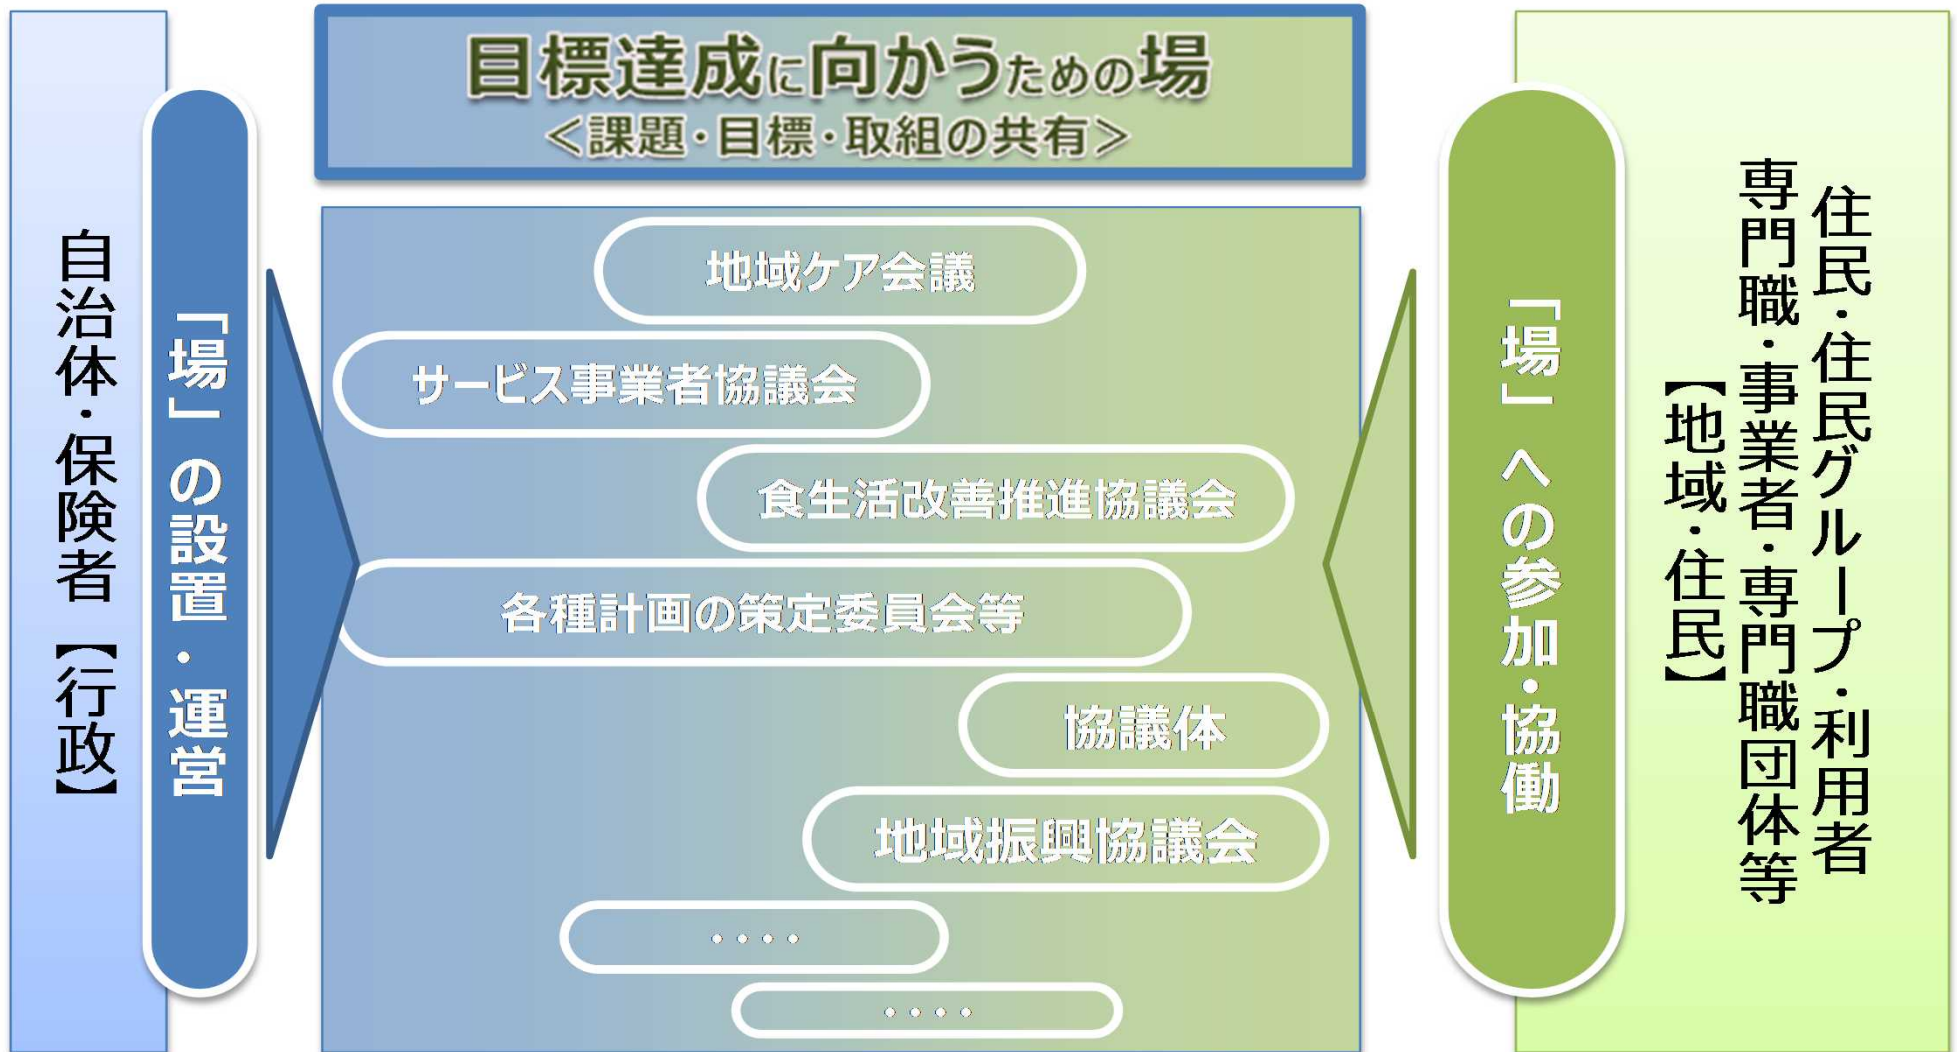 目標達成に向かうための場
＜課題・目標・取組の共有＞
自治体・保険者【行政】
「場」の設置・運営
地域ケア会議
サービス事業者協議会
食生活改善推進協議会
各種計画の策定委員会等
協議体
地域振興協議会
・・・・
・・・・
「場」への参加・協働
住民・住民グループ・利用者
専門職・事業者・専門職団体等
【地域・住民】